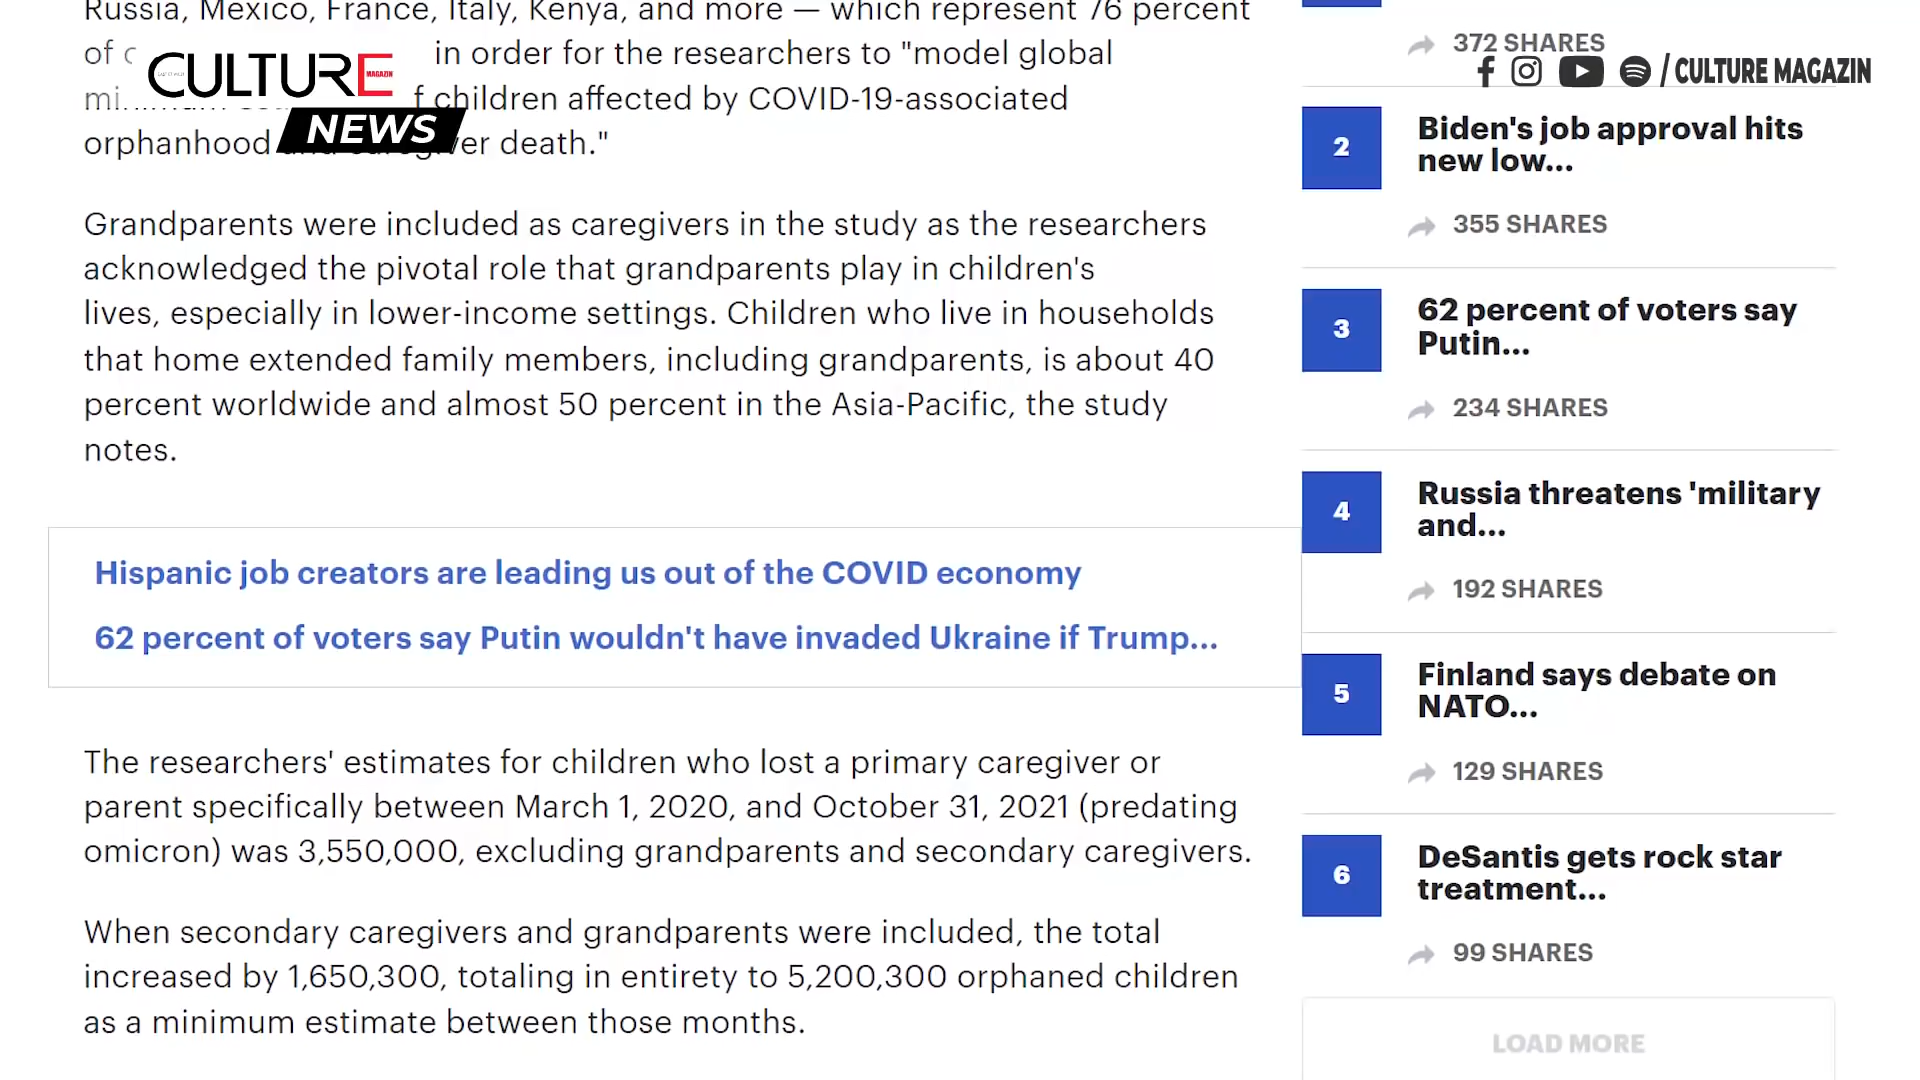 Russia, Mexico, France, Italy, Kenya, and more — which represent 76 percent
of in order for the researchers to "model global
children affected by COVID-19-associated
orphanhood and caregiver death."
CULTURE
MAGAZIN
NEWS
Grandparents were included as caregivers in the study as the researchers
acknowledged the pivotal role that grandparents play in children's
lives, especially in lower-income settings. Children who live in households
that home extended family members, including grandparents, is about 40
percent worldwide and almost 50 percent in the Asia-Pacific, the study
notes.
Hispanic job creators are leading us out of the COVID economy
62 percent of voters say Putin wouldn't have invaded Ukraine if Trump...
The researchers' estimates for children who lost a primary caregiver or
parent specifically between March 1, 2020, and October 31, 2021 (predating
omicron) was 3,550,000, excluding grandparents and secondary caregivers.
When secondary caregivers and grandparents were included, the total
increased by 1,650,300, totaling in entirety to 5,200,300 orphaned children
as a minimum estimate between those months.
372 SHARES
/ CULTURE MAGAZIN
2
Biden's job approval hits
new low...
355 SHARES
3
62 percent of voters say
Putin...
234 SHARES
4
Russia threatens 'military
and...
192 SHARES
5
Finland says debate on
NATO...
129 SHARES
6
DeSantis gets rock star
treatment...
99 SHARES
LOAD MORE